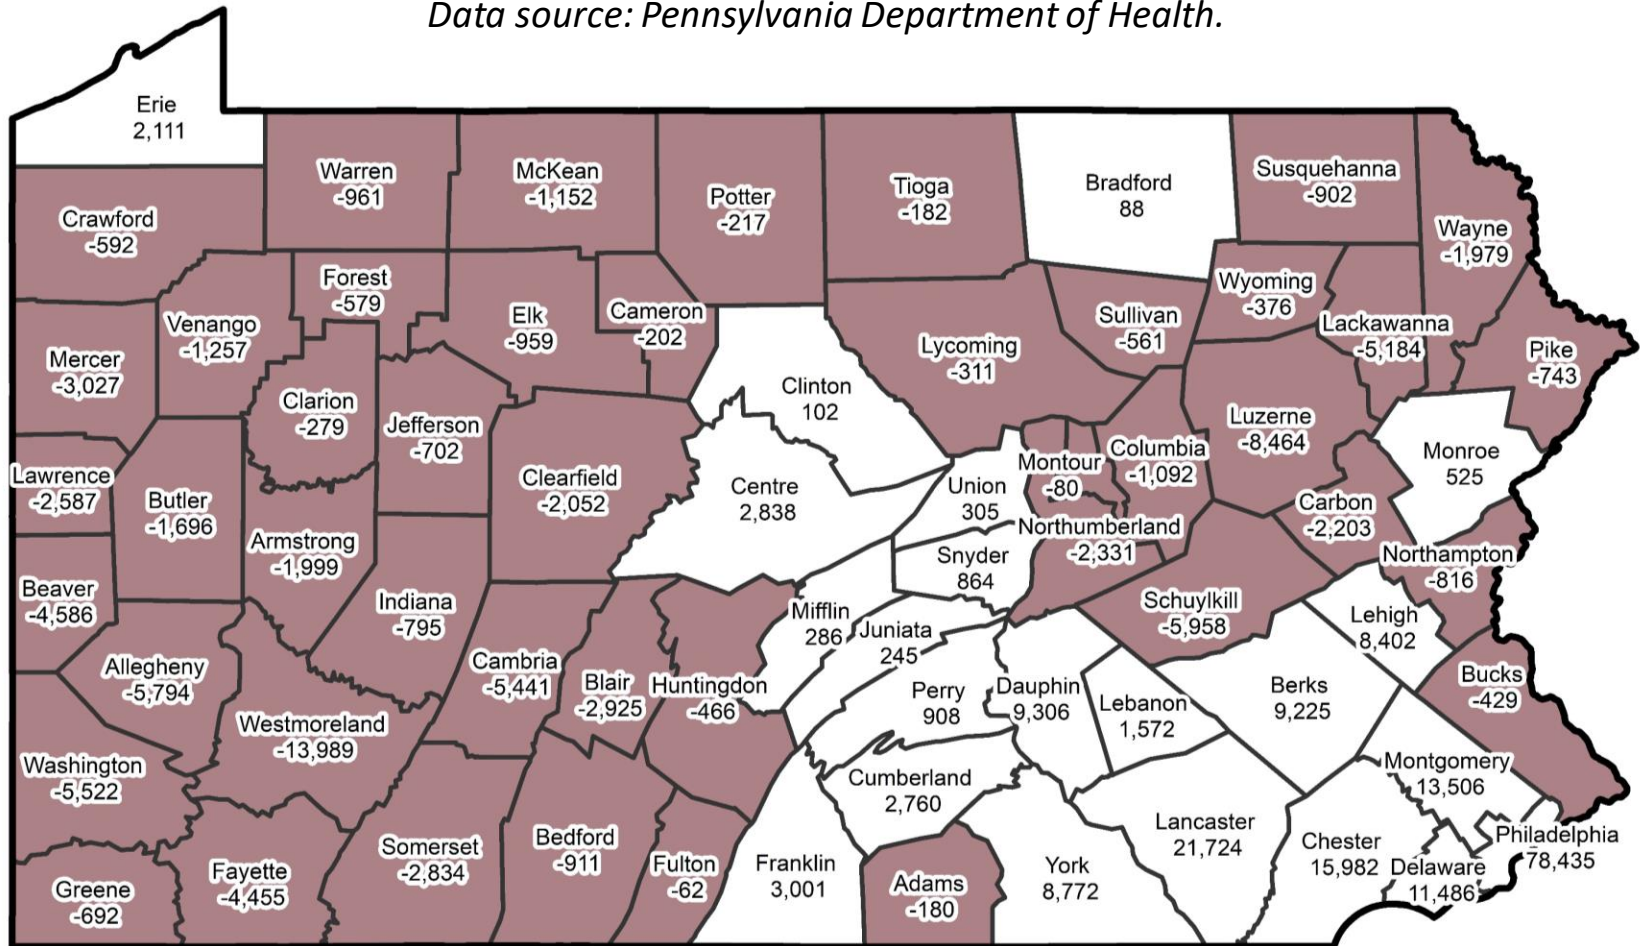 Data source: Pennsylvania Department of Health.
Erie
2,111
Warren
-961
McKean
-1,152
Potter
-217
Tioga
-182
Bradford
88
Susquehanna
-902
Wayne
-1,979
Crawford
-592
Forest
-579
Venango
-1,257
Elk
-959
Cameron
-202
Lycoming
-311
Sullivan
-561
Wyoming
-376
Lackawanna
-5,184
Pike
-743
Mercer
-3,027
Clarion
-279
Jefferson
-702
Clinton
102
Luzerne
-8,464
Columbia
-1,092
Montour
-80
Monroe
525
Lawrence
-2,587
Butler
-1,696
Clearfield
-2,052
Centre
2,838
Union
305
Northumberland
-2,331
Carbon
-2,203
Northampton
-816
Armstrong
-1,999
Snyder
864
Beaver
-4,586
Indiana
-795
Mifflin
286
Juniata
245
Schuylkill
-5,958
Lehigh
8,402
Allegheny
-5,794
Cambria
-5,441
Blair
-2,925
Huntingdon
-466
Perry
908
Dauphin
9,306
Lebanon
1,572
Berks
9,225
Bucks
-429
Westmoreland
-13,989
Washington
-5,522
Cumberland
2,760
Montgomery
13,506
Lancaster
21,724
Chester
15,982
Philadelphia
78,435
Delaware
11,486
Greene
-692
Fayette
-4,455
Somerset
-2,834
Bedford
-911
Fulton
-62
Franklin
3,001
Adams
-180
York
8,772